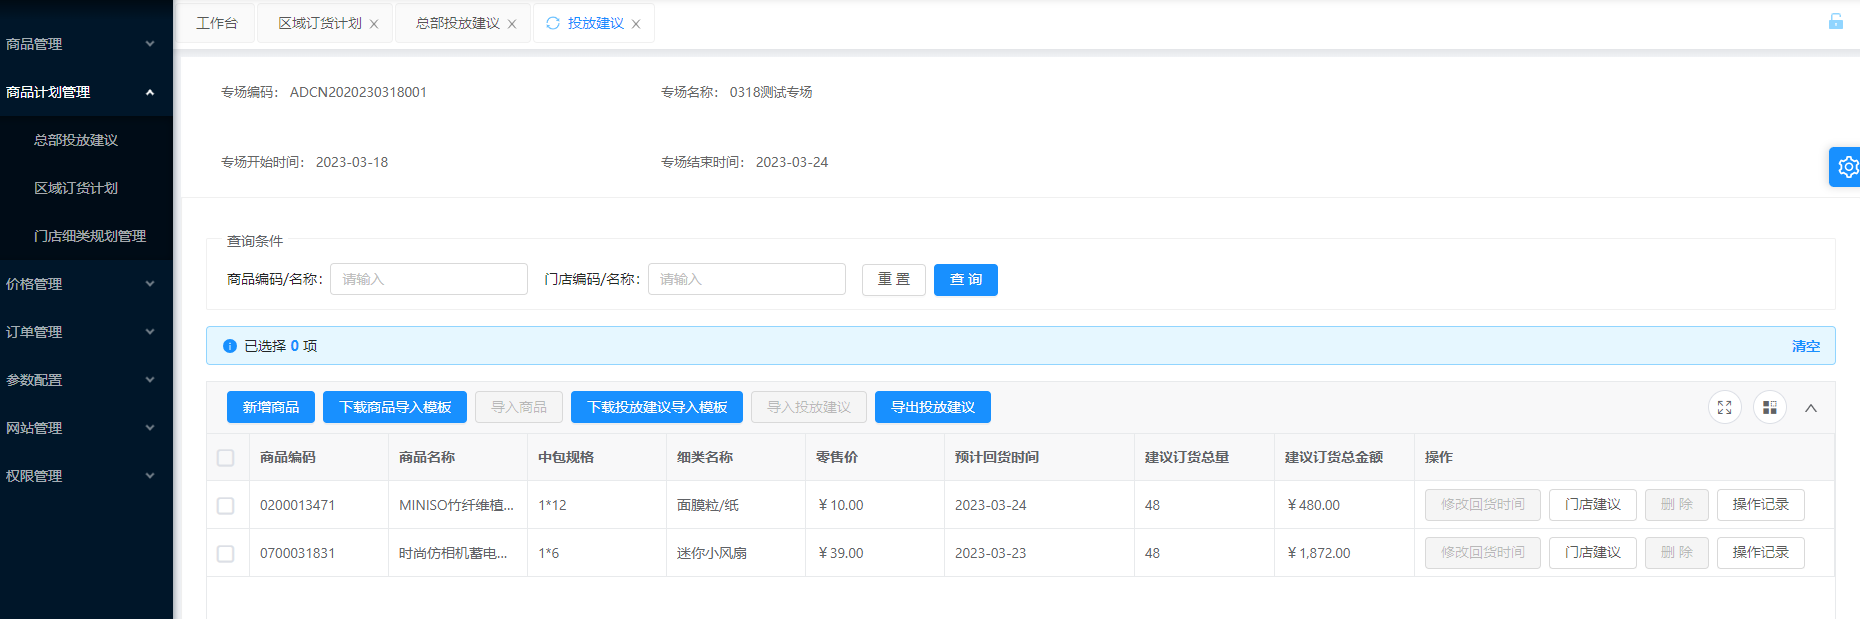 工作台 区域订货计划 总部投放建议 投放建议
商品管理
商品计划管理
总部投放建议
区域订货计划
门店细类规划管理
价格管理
订单管理
参数配置
网站管理
权限管理
专场编码： ADCN2020230318001 专场名称： 0318测试专场
专场开始时间： 2023-03-18 专场结束时间： 2023-03-24
查询条件
商品编码/名称： 请输入 门店编码/名称： 请输入 重 置 查 询
已选择 0 项 清空
新增商品 下载商品导入模板 导入商品 下载投放建议导入模板 导入投放建议 导出投放建议
商品编码 商品名称 中包规格 细类名称 零售价 预计回货时间 建议订货总量 建议订货总金额 操作
0200013471 MINISO竹纤维植... 1*12 面膜粒/纸 ￥10.00 2023-03-24 48 ￥480.00 修改回货时间 门店建议 删 除 操作记录
0700031831 时尚仿相机蓄电... 1*6 迷你小风扇 ￥39.00 2023-03-23 48 ￥1,872.00 修改回货时间 门店建议 删 除 操作记录